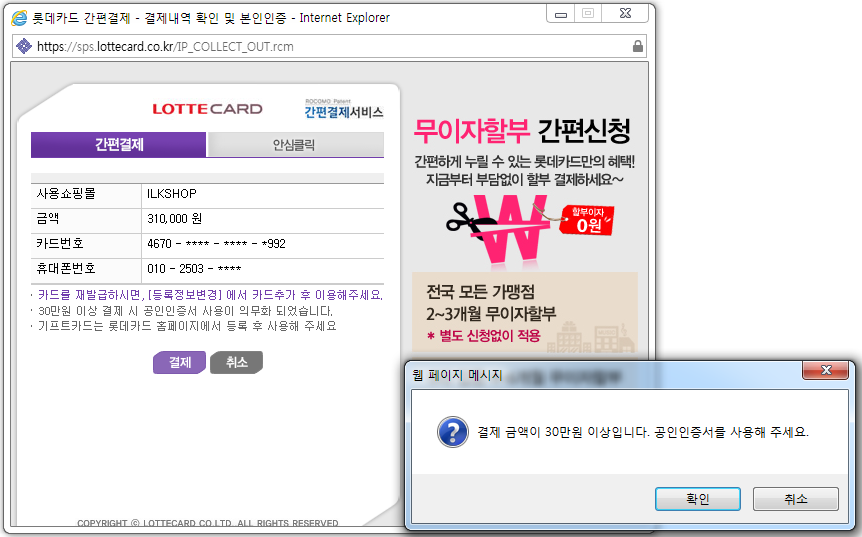 롯데카드 간편결제 - 결제내역 확인 및 본인인증 - Internet Explorer
https://sps.lottecard.co.kr/IP_COLLECT_OUT.rcm
LOTTE CARD
ROCOMO Patent
간편결제서비스
간편결제
안심클릭
사용쇼핑몰 ILKSHOP
금액 310,000 원
카드번호 4670 - **** - **** - *992
휴대폰번호 010 - 2503 - ****
· 카드를 재발급하시면, [등록정보변경] 에서 카드추가 후 이용해주세요.
· 30만원 이상 결제 시 공인인증서 사용이 의무화 되었습니다.
· 기프트카드는 롯데카드 홈페이지에서 등록 후 사용해 주세요
결제 취소
COPYRIGHT ⓒ LOTTECARD CO.LTD. ALL RIGHTS RESERVED
무이자할부 간편신청
간편하게 누릴 수 있는 롯데카드만의 혜택!
지금부터 부담없이 할부 결제하세요~
할부이자
0원
전국 모든 가맹점
2~3개월 무이자할부
* 별도 신청없이 적용
웹 페이지 메시지
결제 금액이 30만원 이상입니다. 공인인증서를 사용해 주세요.
확인 취소